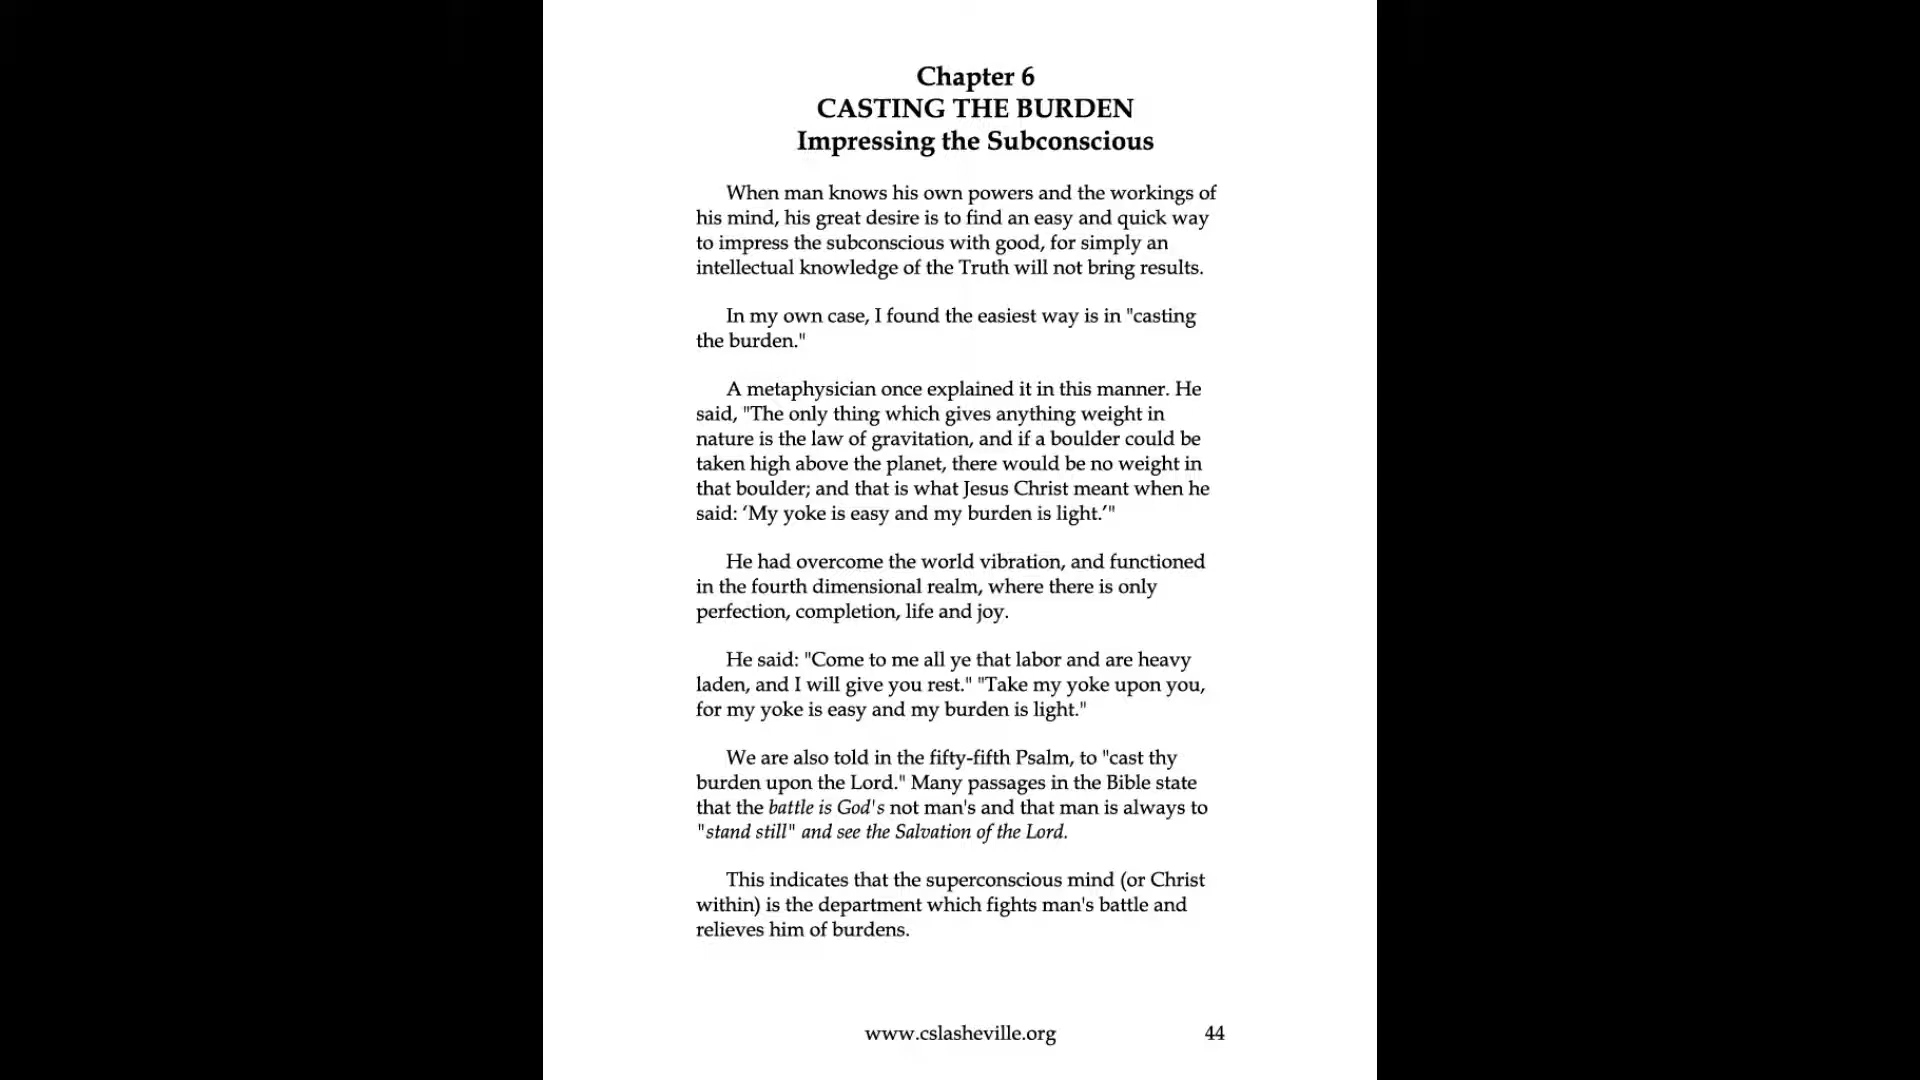 Chapter 6
CASTING THE BURDEN
Impressing the Subconscious
When man knows his own powers and the workings of
his mind, his great desire is to find an easy and quick way
to impress the subconscious with good, for simply an
intellectual knowledge of the Truth will not bring results.
In my own case, I found the easiest way is in "casting
the burden."
A metaphysician once explained it in this manner. He
said, "The only thing which gives anything weight in
nature is the law of gravitation, and if a boulder could be
taken high above the planet, there would be no weight in
that boulder; and that is what Jesus Christ meant when he
said: ‘My yoke is easy and my burden is light.’"
He had overcome the world vibration, and functioned
in the fourth dimensional realm, where there is only
perfection, completion, life and joy.
He said: "Come to me all ye that labor and are heavy
laden, and I will give you rest." "Take my yoke upon you,
for my yoke is easy and my burden is light."
We are also told in the fifty-fifth Psalm, to "cast thy
burden upon the Lord." Many passages in the Bible state
that the battle is God's not man's and that man is always to
"stand still" and see the Salvation of the Lord.
This indicates that the superconscious mind (or Christ
within) is the department which fights man's battle and
relieves him of burdens.
www.cslasheville.org 44